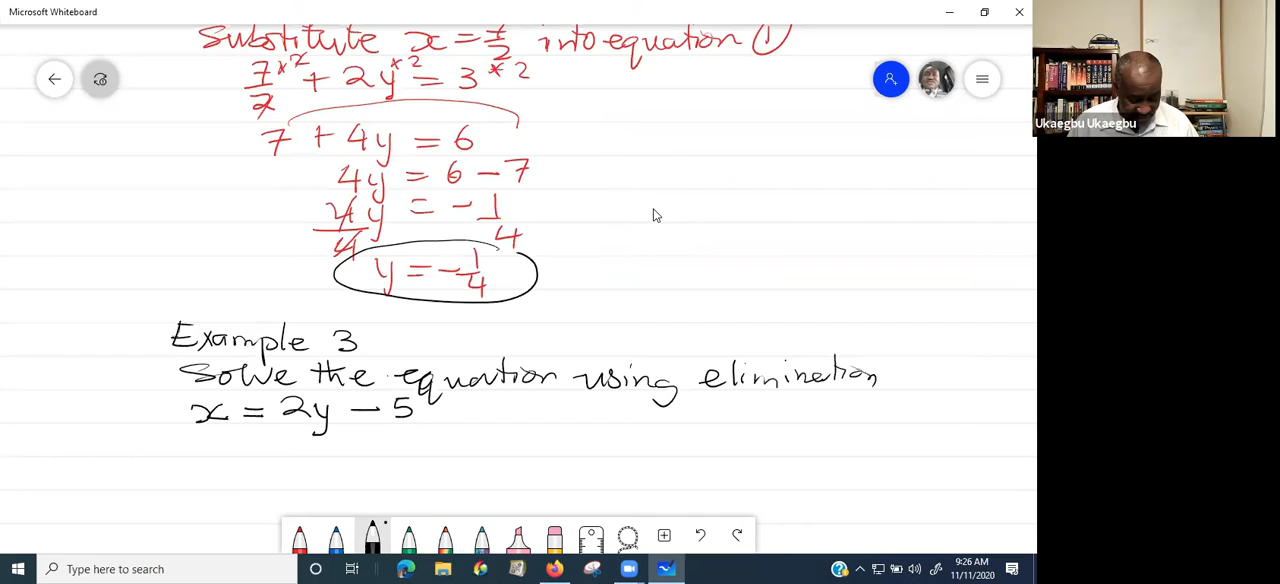 Microsoft Whiteboard
Substitute x = 7/2 into equation ①
7×2/2 + 2y×2 = 3×2
7 + 4y = 6
4y = 6 - 7
4y = - 1
4 4
y = - 1/4
Example 3
Solve the equation using elimination
x = 2y - 5
Ukaegbu Ukaegbu
Type here to search
9:26 AM
11/11/2020